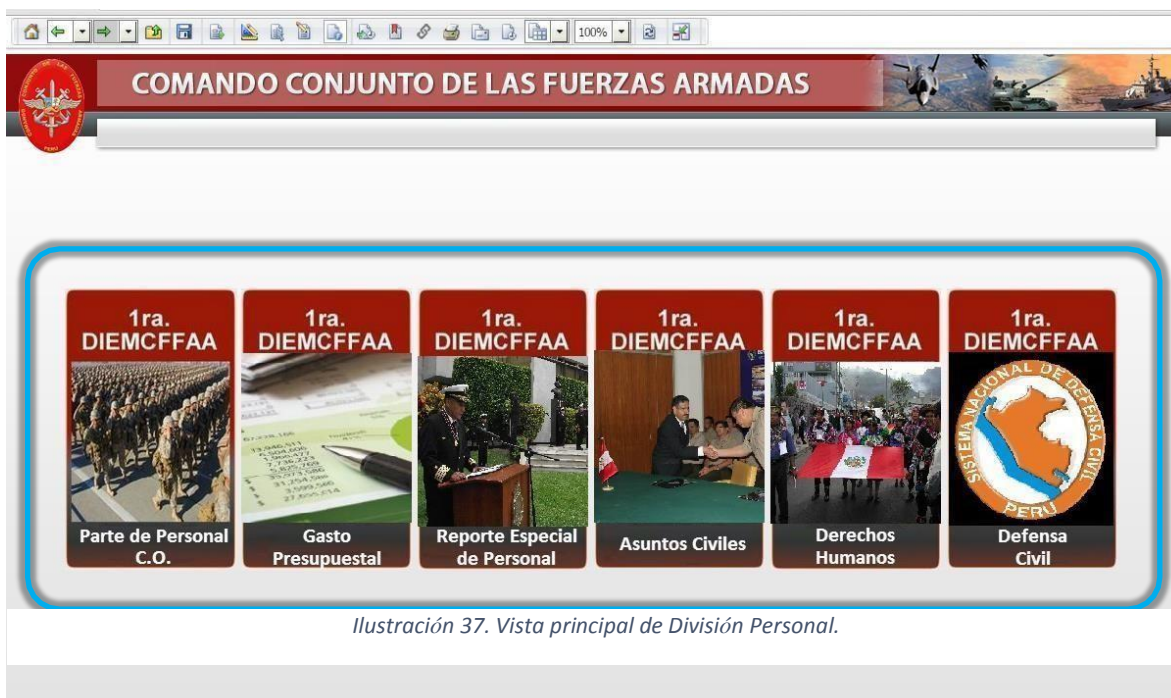 100%
COMANDO CONJUNTO DE LAS FUERZAS ARMADAS
PERU
1ra.
DIEMCFFAA
Parte de Personal
C.O.
1ra.
DIEMCFFAA
Gasto
Presupuestal
1ra.
DIEMCFFAA
Reporte Especial
de Personal
1ra.
DIEMCFFAA
Asuntos Civiles
1ra.
DIEMCFFAA
Derechos
Humanos
1ra.
DIEMCFFAA
SISTEMA NACIONAL DE DEFENSA CIVIL
PERU
Defensa
Civil
Ilustración 37. Vista principal de División Personal.